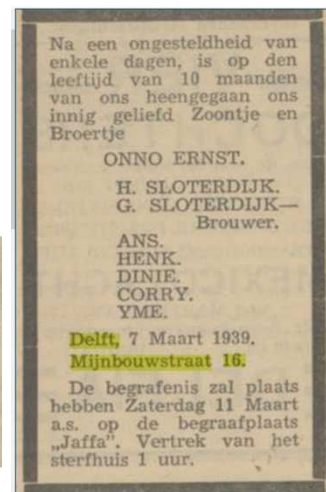 Na een ongesteldheid van
enkele dagen, is op den
leeftijd van 10 maanden
van ons heengegaan ons
innig geliefd Zoontje en
Broertje
ONNO ERNST.
H. SLOTERDIJK.
G. SLOTERDIJK—
Brouwer.
ANS.
HENK.
DINIE.
CORRY.
YME.
Delft, 7 Maart 1939.
Mijnbouwstraat 16.
De begrafenis zal plaats
hebben Zaterdag 11 Maart
a.s. op de begraafplaats
„Jaffa”. Vertrek van het
sterfhuis 1 uur.